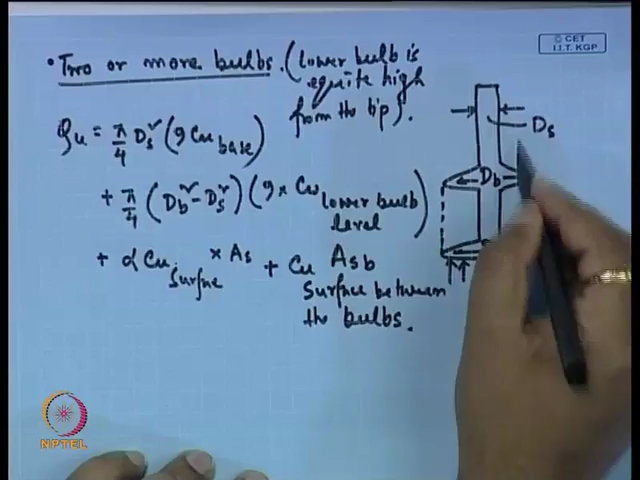 © CET
I.I.T. KGP
• Two or more bulbs. (lower bulb is
equite high
from the tip).
Qu = π/4 Ds² (9 Cu base)
+ π/4 (Db² - Ds²) (9 × Cu lower bulb
level)
+ α Cu surface × As + Cu Asb
Surface between
the bulbs.
Ds
Db
NPTEL